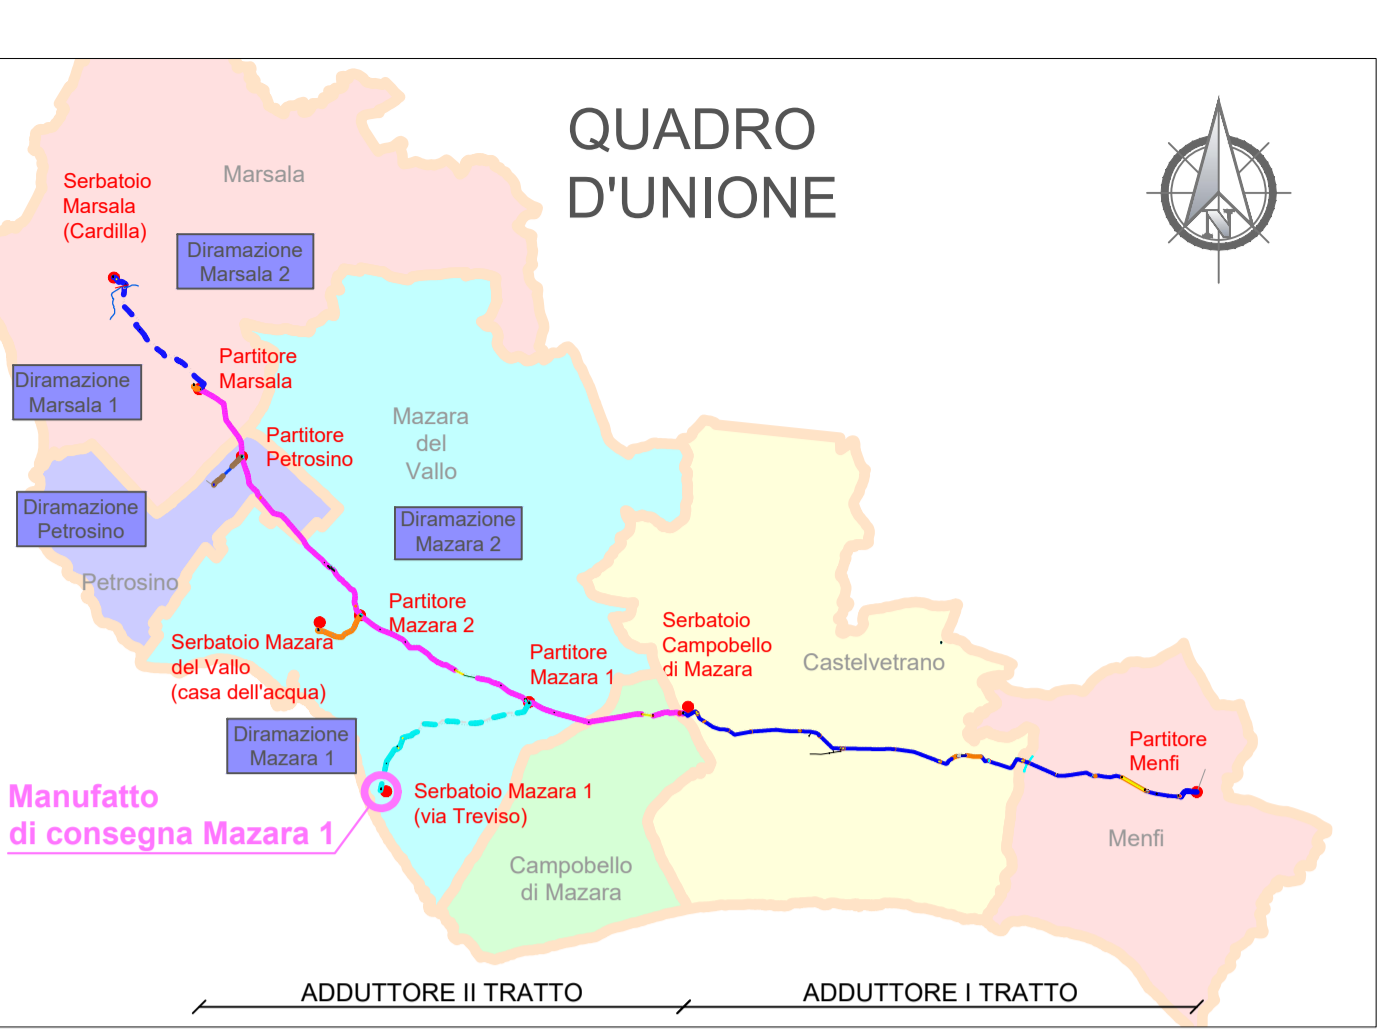 QUADRO
D'UNIONE
N
Marsala
Serbatoio
Marsala
(Cardilla)
Diramazione
Marsala 2
Partitore
Marsala
Diramazione
Marsala 1
Mazara
del
Vallo
Partitore
Petrosino
Diramazione
Petrosino
Diramazione
Mazara 2
Petrosino
Partitore
Mazara 2
Serbatoio Mazara
del Vallo
(casa dell'acqua)
Partitore
Mazara 1
Serbatoio
Campobello
di Mazara
Castelvetrano
Diramazione
Mazara 1
Partitore
Menfi
Manufatto
di consegna Mazara 1
Serbatoio Mazara 1
(via Treviso)
Menfi
Campobello
di Mazara
ADDUTTORE II TRATTO
ADDUTTORE I TRATTO